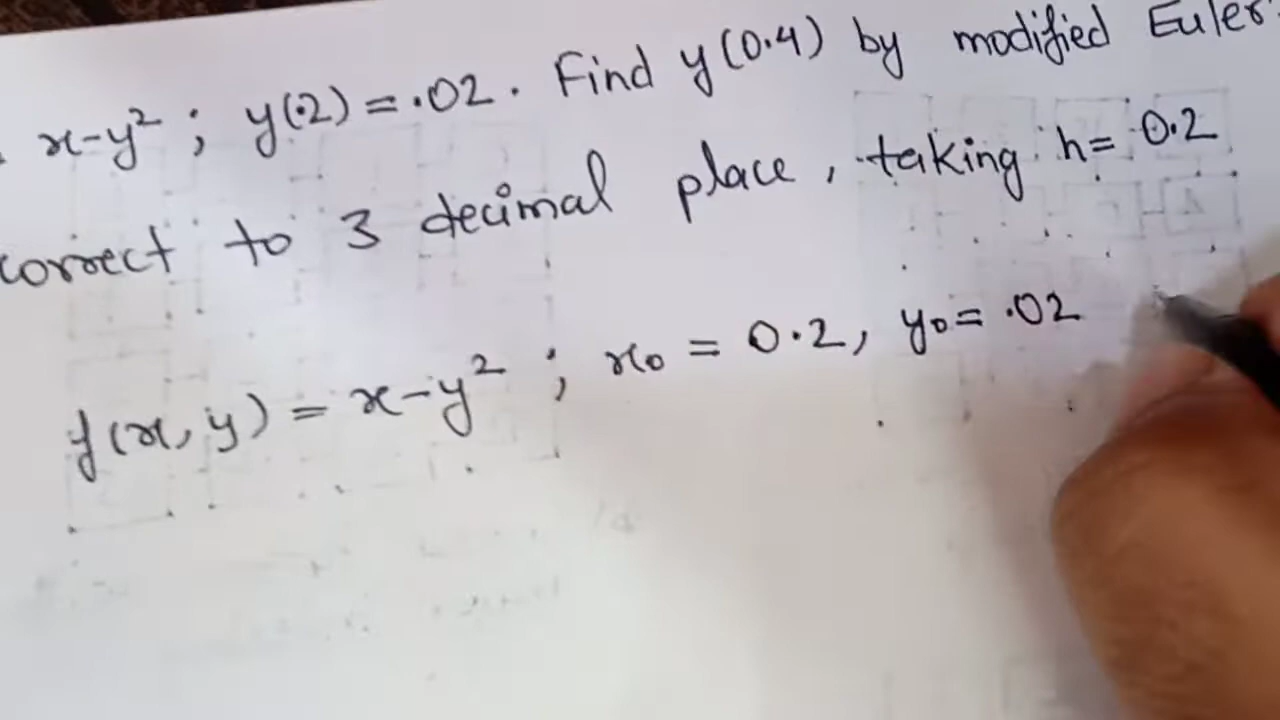 x-y² ; y(.2) = .02 . Find y(0.4) by modified Euler
correct to 3 decimal place , taking h= 0.2
f(x, y) = x-y² ; x₀ = 0.2, y₀ = .02